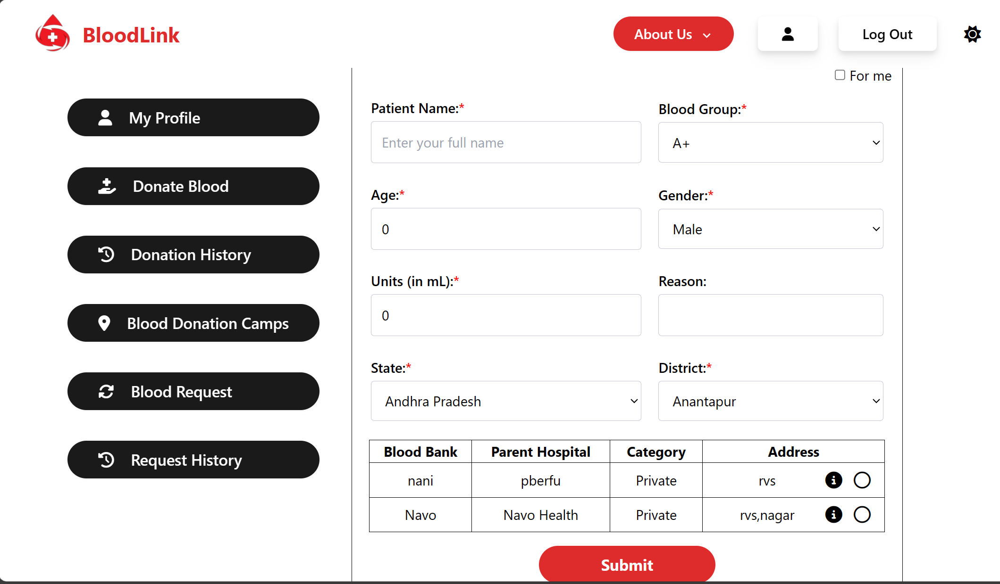 BloodLink
About Us
Log Out
For me
My Profile
Donate Blood
Donation History
Blood Donation Camps
Blood Request
Request History
Patient Name:*
Blood Group:*
Enter your full name
A+
Age:*
Gender:*
0
Male
Units (in mL):*
Reason:
0
State:*
District:*
Andhra Pradesh
Anantapur
Blood Bank Parent Hospital Category Address
nani pberfu Private rvs
Navo Navo Health Private rvs,nagar
Submit